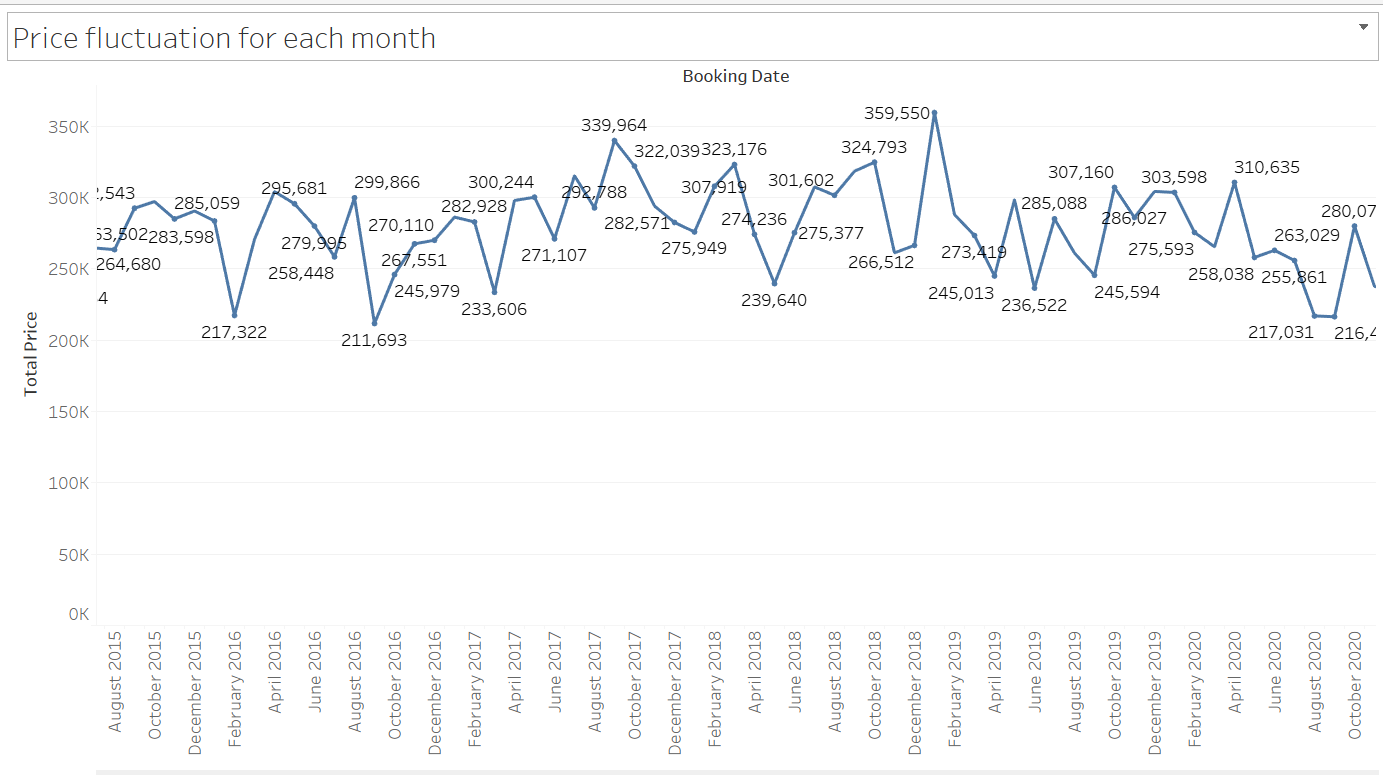 Price fluctuation for each month
Booking Date
350K
300K
250K
200K
150K
100K
50K
0K
Total Price
359,550
339,964
322,039
323,176
324,793
295,681
299,866
300,244
292,788
307,919
301,602
307,160
303,598
310,635
285,059
282,928
285,088
286,027
280,07
283,598
279,995
270,110
282,571
274,236
275,377
273,419
275,593
263,029
264,680
258,448
267,551
271,107
275,949
266,512
258,038
255,861
4
245,979
233,606
239,640
245,013
236,522
245,594
217,322
211,693
217,031
216,4
August 2015
October 2015
December 2015
February 2016
April 2016
June 2016
August 2016
October 2016
December 2016
February 2017
April 2017
June 2017
August 2017
October 2017
December 2017
February 2018
April 2018
June 2018
August 2018
October 2018
December 2018
February 2019
April 2019
June 2019
August 2019
October 2019
December 2019
February 2020
April 2020
June 2020
August 2020
October 2020